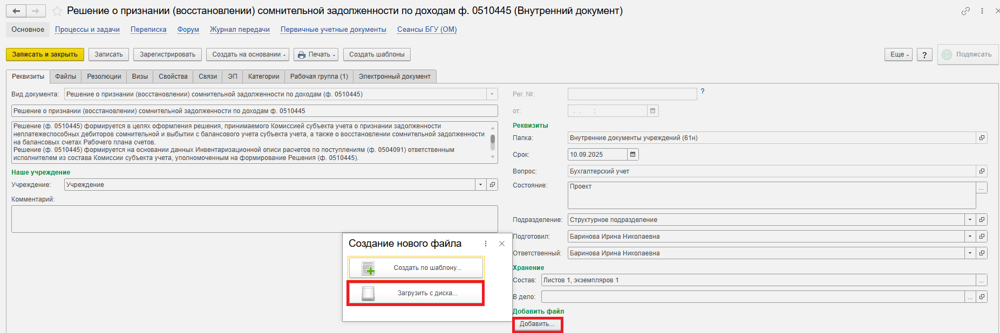 Решение о признании (восстановлении) сомнительной задолженности по доходам ф. 0510445 (Внутренний документ)
Основное Процессы и задачи Переписка Форум Журнал передачи Первичные учетные документы Сеансы БГУ (ОМ)
Записать и закрыть Записать Зарегистрировать Создать на основании Печать Создать шаблоны Еще ? Подписать
Реквизиты Файлы Резолюции Визы Свойства Связи ЭП Категории Рабочая группа (1) Электронный документ
Вид документа: Решение о признании (восстановлении) сомнительной задолженности по доходам (ф. 0510445)
Решение о признании (восстановлении) сомнительной задолженности по доходам ф. 0510445
Решение (ф. 0510445) формируется в целях оформления решения, принимаемого Комиссией субъекта учета о признании задолженности
неплатежеспособных дебиторов сомнительной и выбытии с балансового учета субъекта учета, а также о восстановлении сомнительной задолженности
на балансовых счетах Рабочего плана счетов.
Решение (ф. 0510445) формируется на основании данных Инвентаризационной описи расчетов по поступлениям (ф. 0504091) ответственным
исполнителем из состава Комиссии субъекта учета, уполномоченным на формирование Решения (ф. 0510445).
Наше учреждение
Учреждение: Учреждение
Комментарий:
Рег. №: ?
от: . . :
Реквизиты
Папка: Внутренние документы учреждений (61н)
Срок: 10.09.2025
Вопрос: Бухгалтерский учет
Состояние: Проект ...
Подразделение: Структурное подразделение
Подготовил: Баринова Ирина Николаевна
Ответственный: Баринова Ирина Николаевна
Хранение
Состав: Листов 1, экземпляров 1 ...
В дело: ...
Добавить файл
Добавить...
Создание нового файла
Создать по шаблону...
Загрузить с диска...